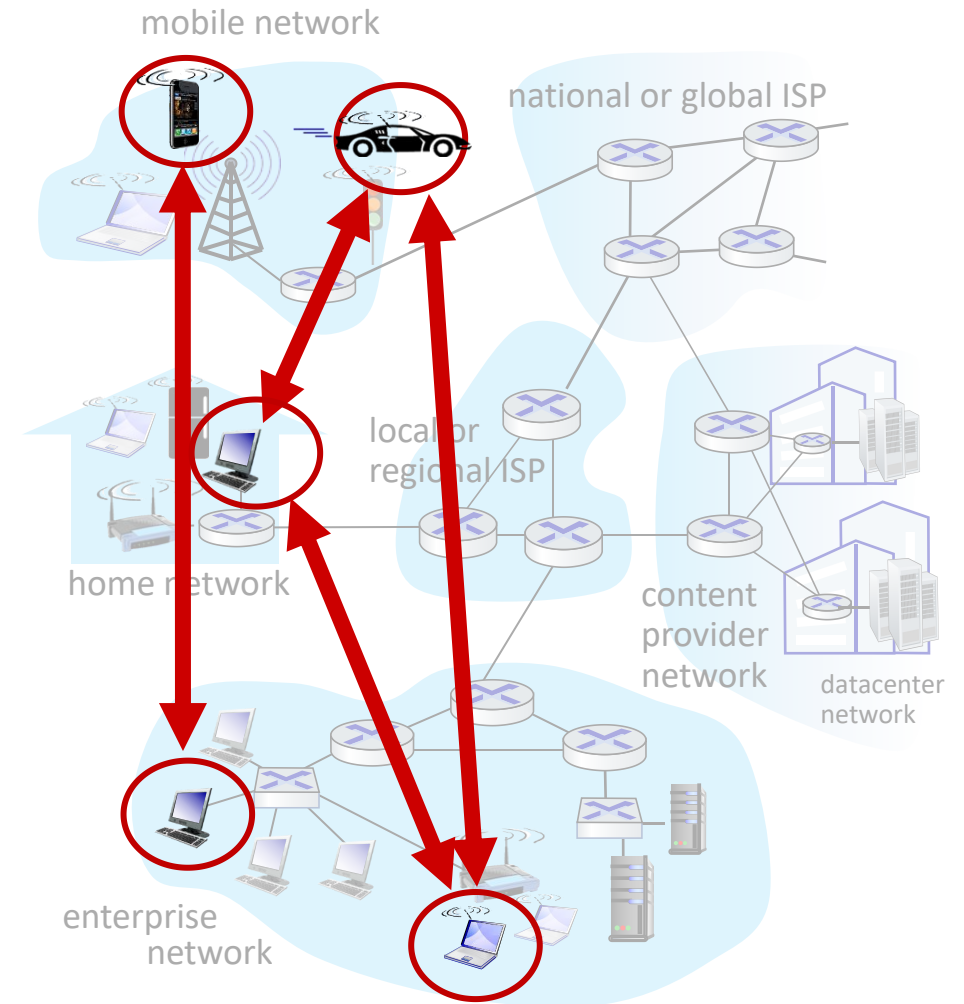 mobile network
national or global ISP
local or
regional ISP
home network
content
provider
network
datacenter
network
enterprise
network